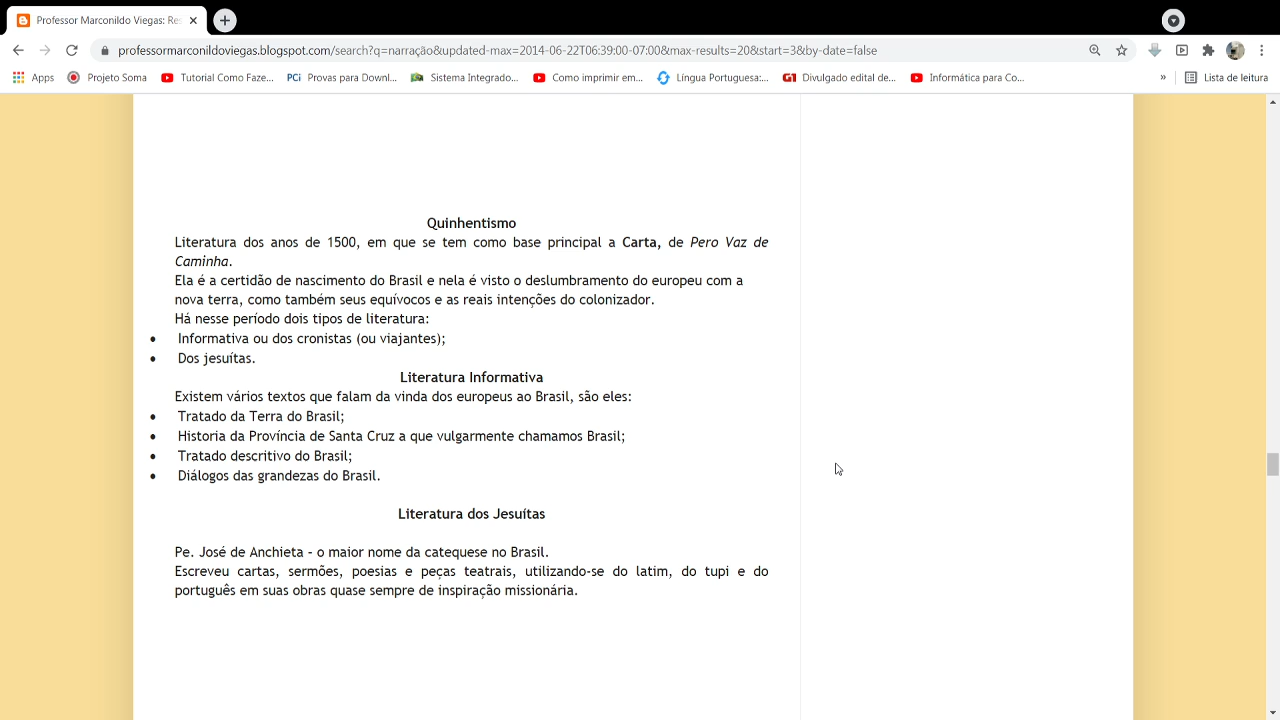 Professor Marconildo Viegas: Res
professormarconildoviegas.blogspot.com/search?q=narração&updated-max=2014-06-22T06:39:00-07:00&max-results=20&start=3&by-date=false
Apps Projeto Soma Tutorial Como Faze... PCi Provas para Downl... Sistema Integrado... Como imprimir em... Língua Portuguesa:... G1 Divulgado edital de... Informática para Co... » Lista de leitura
Quinhentismo
Literatura dos anos de 1500, em que se tem como base principal a Carta, de Pero Vaz de
Caminha.
Ela é a certidão de nascimento do Brasil e nela é visto o deslumbramento do europeu com a
nova terra, como também seus equívocos e as reais intenções do colonizador.
Há nesse período dois tipos de literatura:
• Informativa ou dos cronistas (ou viajantes);
• Dos jesuítas.
Literatura Informativa
Existem vários textos que falam da vinda dos europeus ao Brasil, são eles:
• Tratado da Terra do Brasil;
• Historia da Província de Santa Cruz a que vulgarmente chamamos Brasil;
• Tratado descritivo do Brasil;
• Diálogos das grandezas do Brasil.
Literatura dos Jesuítas
Pe. José de Anchieta - o maior nome da catequese no Brasil.
Escreveu cartas, sermões, poesias e peças teatrais, utilizando-se do latim, do tupi e do
português em suas obras quase sempre de inspiração missionária.